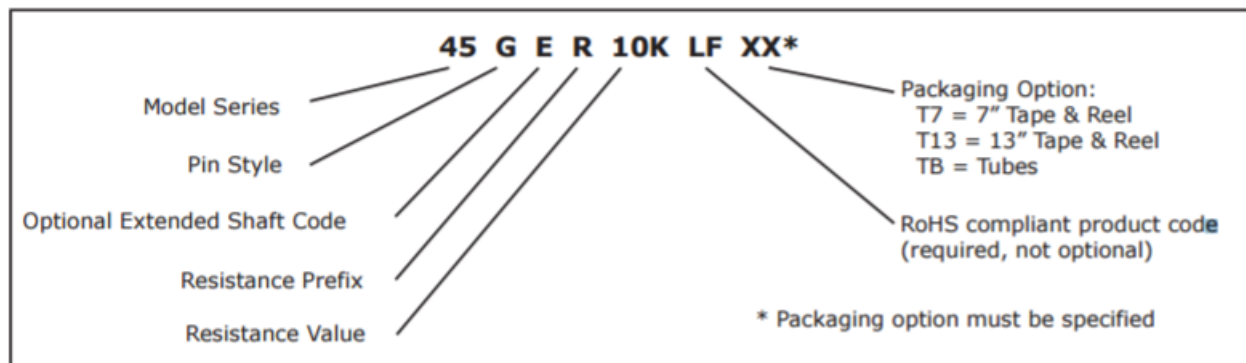 45 G E R 10K LF XX*
Model Series
Pin Style
Optional Extended Shaft Code
Resistance Prefix
Resistance Value
Packaging Option:
T7 = 7” Tape & Reel
T13 = 13” Tape & Reel
TB = Tubes
RoHS compliant product code
(required, not optional)
* Packaging option must be specified